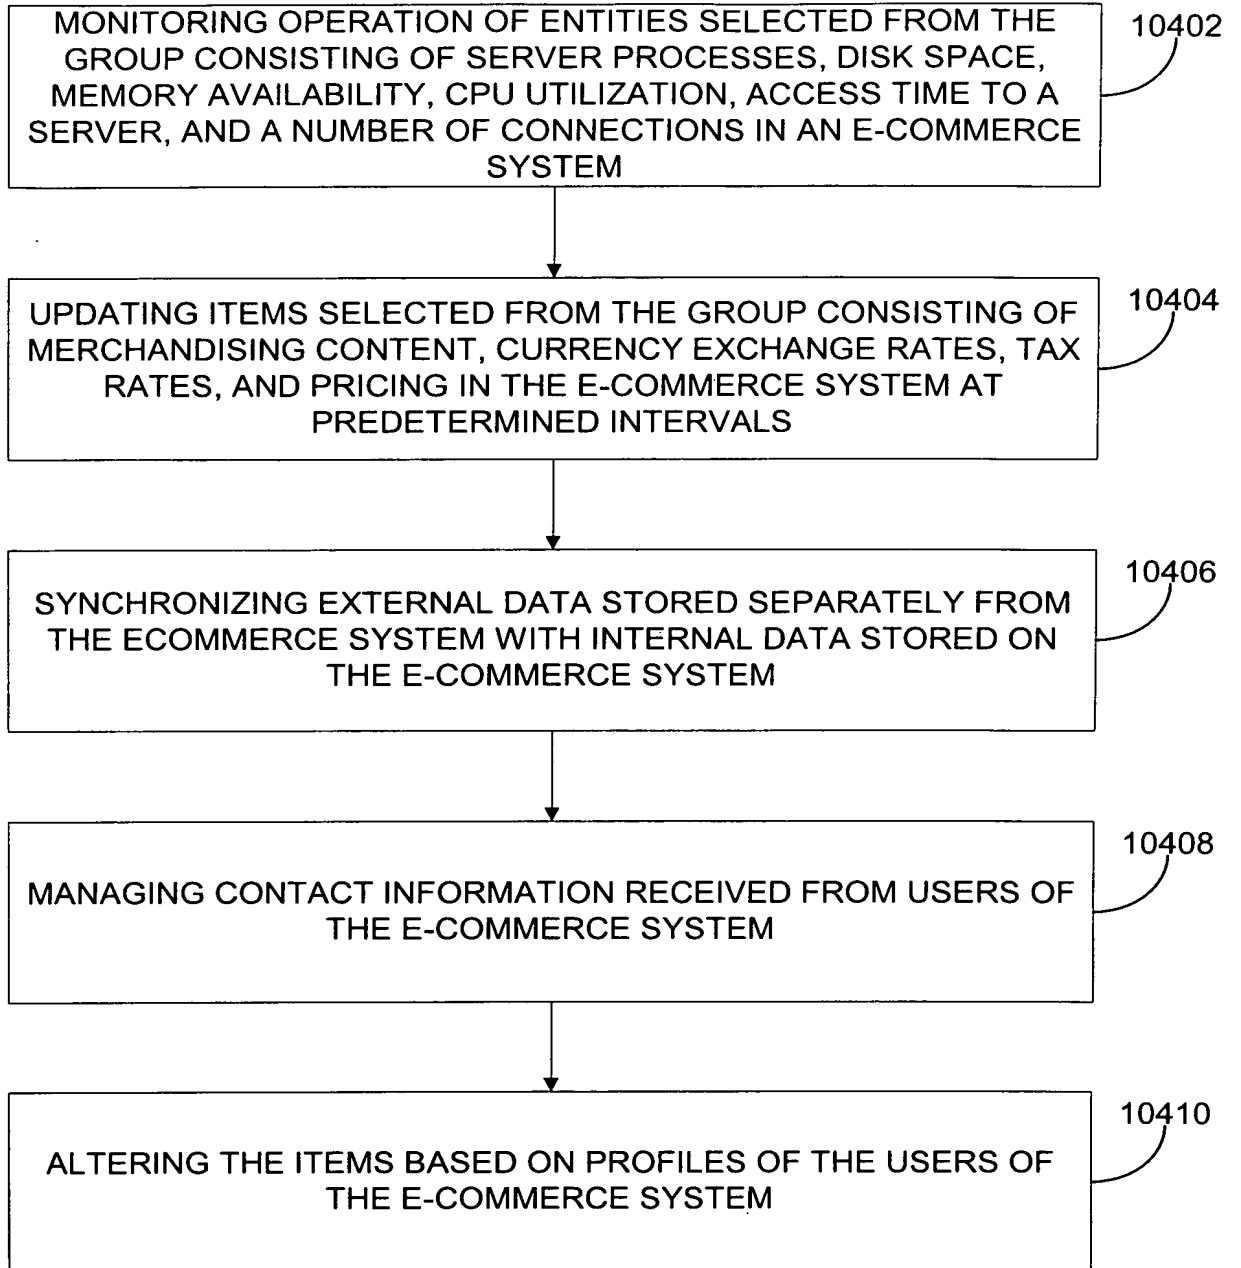 MONITORING OPERATION OF ENTITIES SELECTED FROM THE
GROUP CONSISTING OF SERVER PROCESSES, DISK SPACE,
MEMORY AVAILABILITY, CPU UTILIZATION, ACCESS TIME TO A
SERVER, AND A NUMBER OF CONNECTIONS IN AN E-COMMERCE
SYSTEM
10402
UPDATING ITEMS SELECTED FROM THE GROUP CONSISTING OF
MERCHANDISING CONTENT, CURRENCY EXCHANGE RATES, TAX
RATES, AND PRICING IN THE E-COMMERCE SYSTEM AT
PREDETERMINED INTERVALS
10404
SYNCHRONIZING EXTERNAL DATA STORED SEPARATELY FROM
THE ECOMMERCE SYSTEM WITH INTERNAL DATA STORED ON
THE E-COMMERCE SYSTEM
10406
MANAGING CONTACT INFORMATION RECEIVED FROM USERS OF
THE E-COMMERCE SYSTEM
10408
ALTERING THE ITEMS BASED ON PROFILES OF THE USERS OF
THE E-COMMERCE SYSTEM
10410